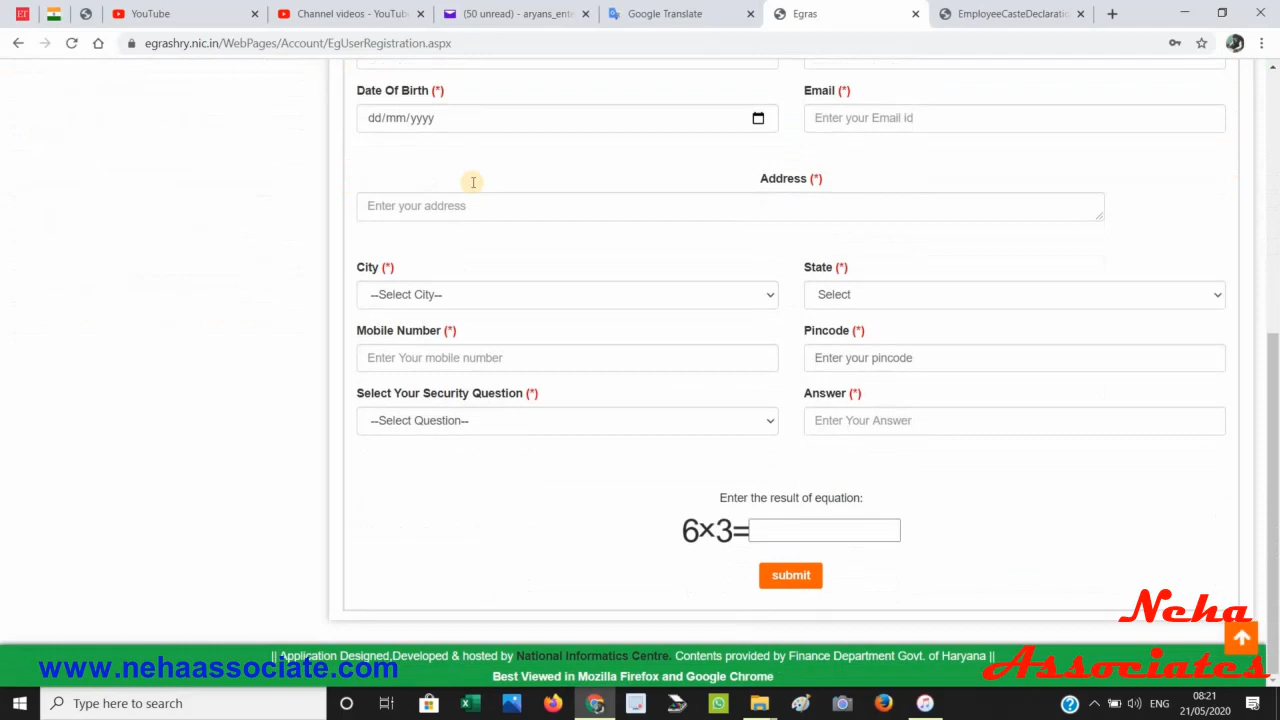 YouTube
Channel videos - YouTu
(50 unread) - aryans_ente
Google Translate
Egras
EmployeeCasteDeclaratio
egrashry.nic.in/WebPages/Account/EgUserRegistration.aspx
Date Of Birth (*)
Email (*)
dd/mm/yyyy
Enter your Email id
Address (*)
Enter your address
City (*)
State (*)
--Select City--
Select
Mobile Number (*)
Pincode (*)
Enter Your mobile number
Enter your pincode
Select Your Security Question (*)
Answer (*)
--Select Question--
Enter Your Answer
Enter the result of equation:
6×3=
submit
Neha
Associates
|| Application Designed,Developed & hosted by National Informatics Centre. Contents provided by Finance Department Govt. of Haryana ||
www.nehaassociate.com
Best Viewed in Mozilla Firefox and Google Chrome
Type here to search
ENG
08:21
21/05/2020